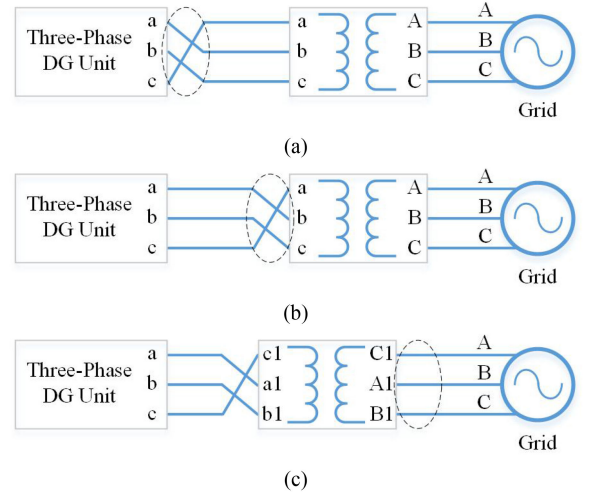 a a A A
Three-Phase
DG Unit
b b B B
c c C C
Grid
(a)
a a A A
Three-Phase
DG Unit
b b B B
c c C C
Grid
(b)
a c1 C1 A
Three-Phase
DG Unit
b a1 A1 B
c b1 B1 C
Grid
(c)